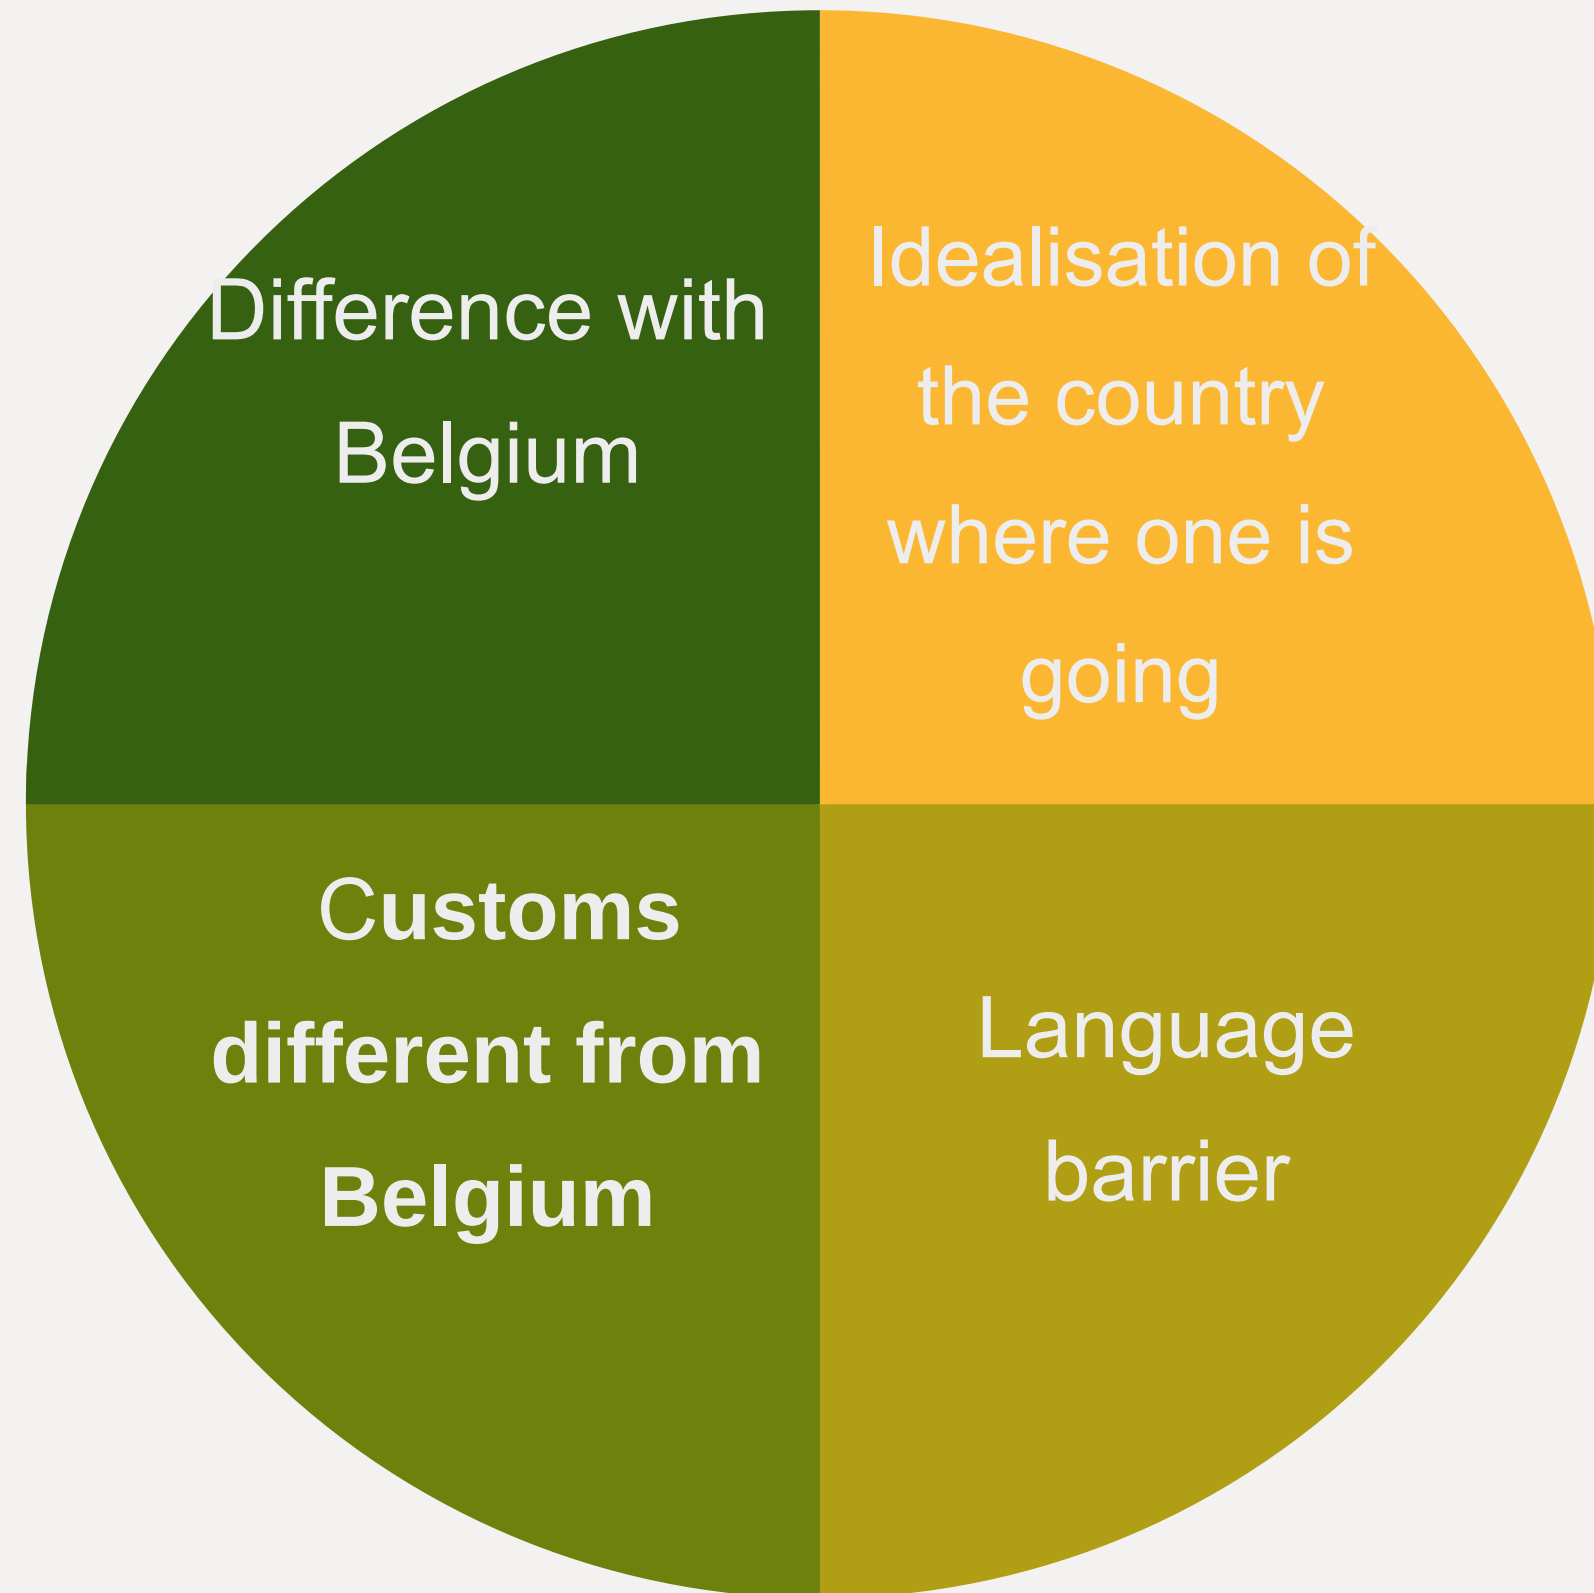 Difference with
Belgium
Idealisation of
the country
where one is
going
Customs
different from
Belgium
Language
barrier